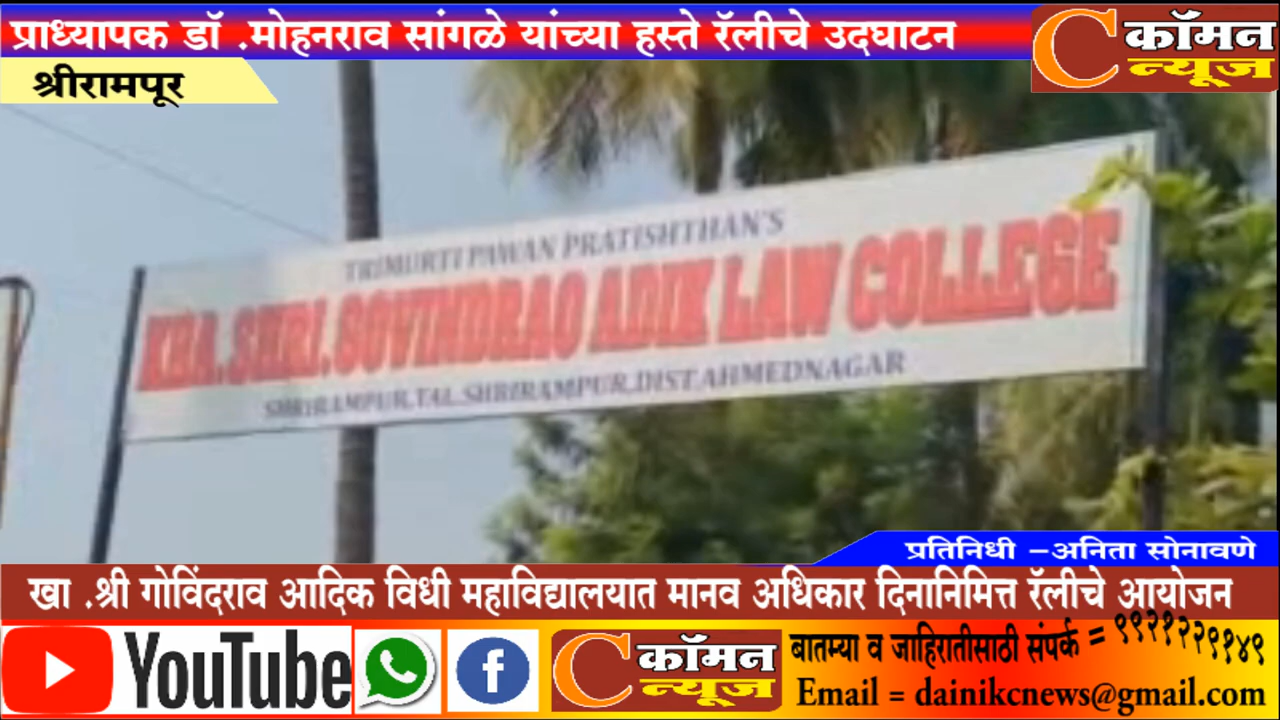 प्राध्यापक डॉ .मोहनराव सांगळे यांच्या हस्ते रॅलीचे उदघाटन
C कॉमन
न्यूज
श्रीरामपूर
TRIMURTI PAWAN PRATISHTHAN'S
KHA. SHRI. GOVINDRAO ADIK LAW COLLEGE
SHRIRAMPUR, TAL. SHRIRAMPUR, DIST. AHMEDNAGAR
प्रतिनिधी –अनिता सोनावणे
खा .श्री गोविंदराव आदिक विधी महाविद्यालयात मानव अधिकार दिनानिमित्त रॅलीचे आयोजन
YouTube
C कॉमन
न्यूज
बातम्या व जाहिरातीसाठी संपर्क = ९९२१२२९१४९
Email = dainikcnews@gmail.com